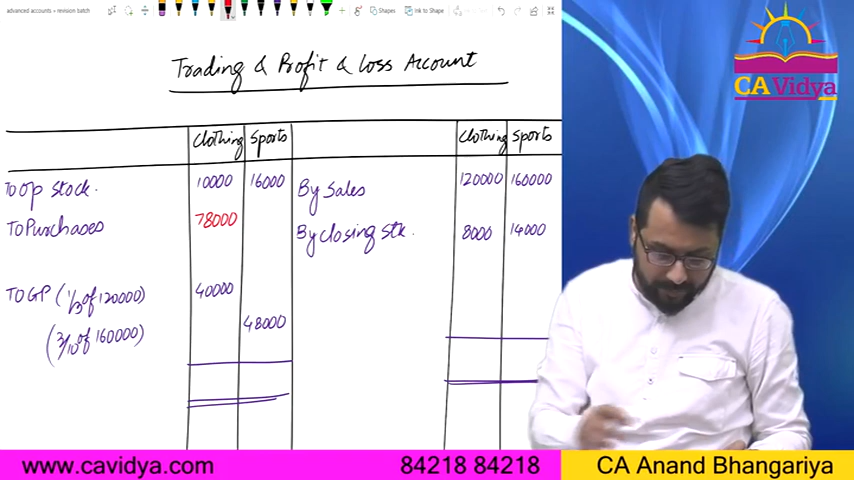 advanced accounts + revision batch
Shapes
Ink to Shape
CA Vidya
Trading & Profit & Loss Account
Clothing Sports Clothing Sports
To Op Stock. 10000 16000 By Sales 120000 160000
To Purchases 78000 By closing stk. 8000 14000
TO GP (1/3 of 120000) 40000
(3/10 of 160000) 48000
www.cavidya.com 84218 84218 CA Anand Bhangariya